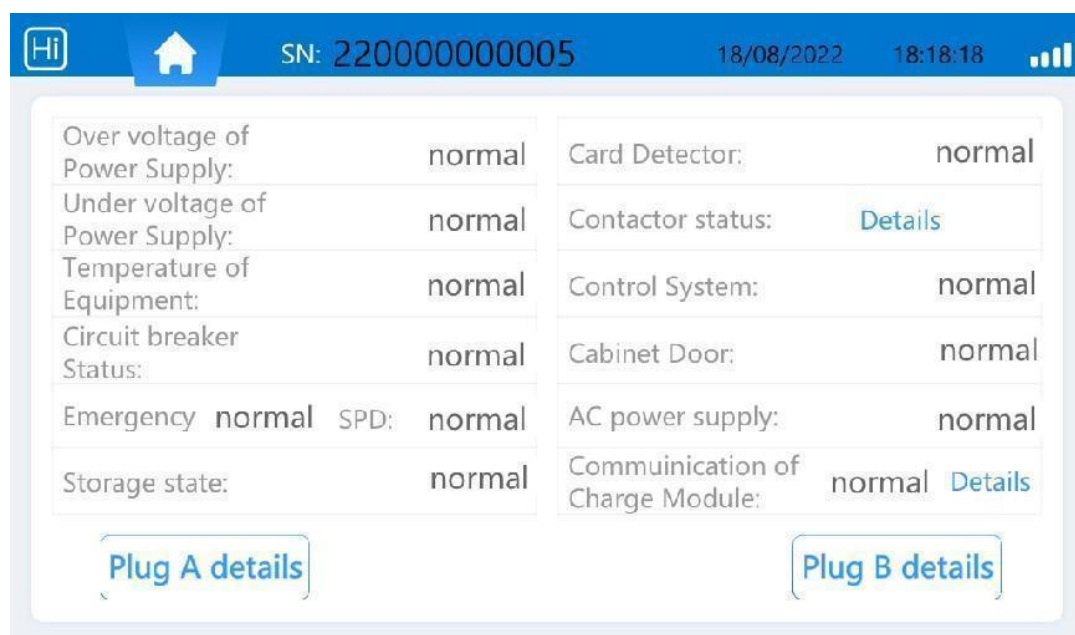 Hi SN: 220000000005 18/08/2022 18:18:18
Over voltage of
Power Supply: normal
Card Detector: normal
Under voltage of
Power Supply: normal
Contactor status: Details
Temperature of
Equipment: normal
Control System: normal
Circuit breaker
Status: normal
Cabinet Door: normal
Emergency normal SPD: normal
AC power supply: normal
Storage state: normal
Commuinication of
Charge Module: normal Details
Plug A details
Plug B details